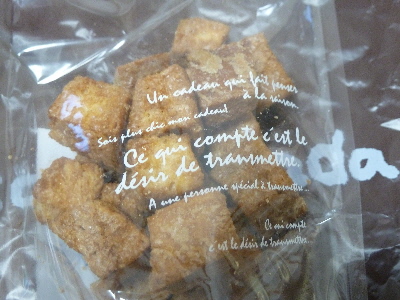 Un cadeau qui fait penser
à la saison.
Sois plus chic mon cadeau!
Ce qui compte c'est le
désir de transmettre.
A une personne spécial à transmettre...
Ce qui compte
c'est le désir de transmettre...
da